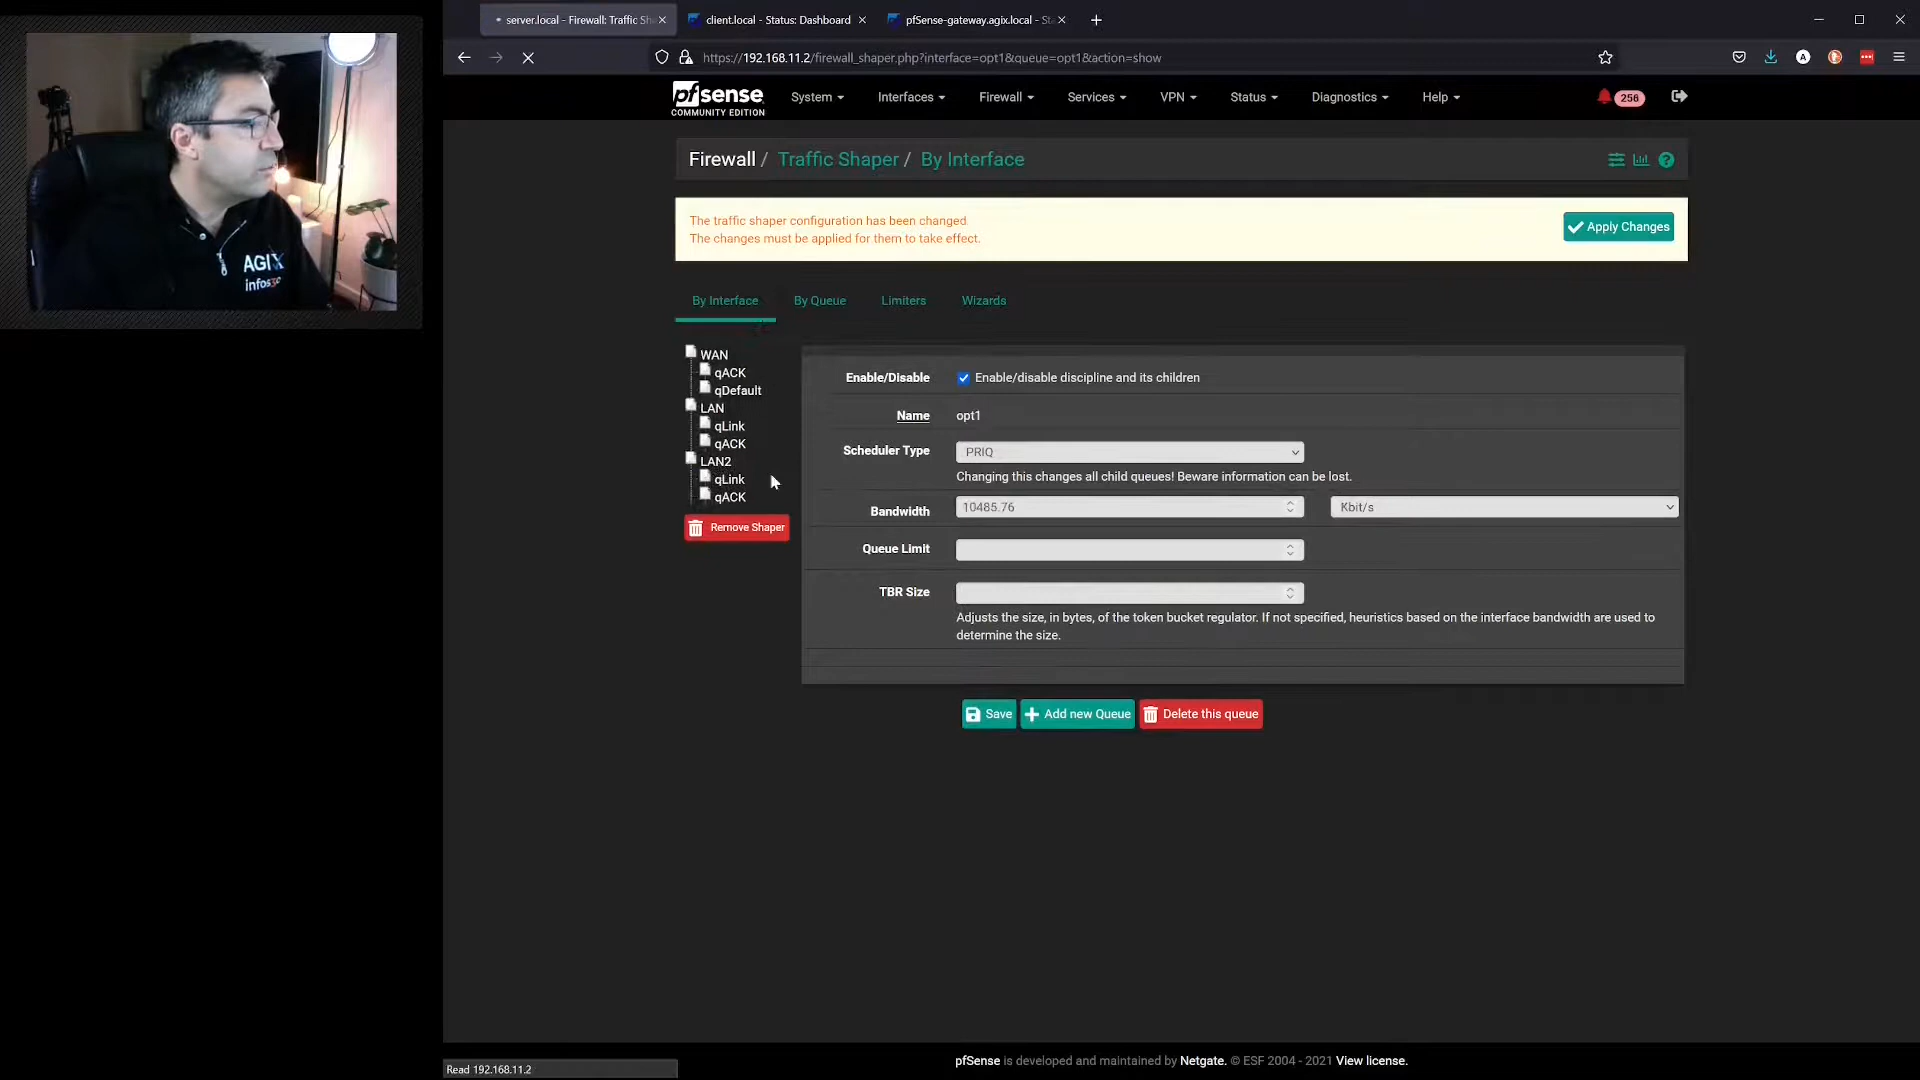 server.local - Firewall: Traffic Sh
client.local - Status: Dashboard
pfSense-gateway.agix.local - St
https://192.168.11.2/firewall_shaper.php?interface=opt1&queue=opt1&action=show
pfsense
COMMUNITY EDITION
System
Interfaces
Firewall
Services
VPN
Status
Diagnostics
Help
256
Firewall / Traffic Shaper / By Interface
The traffic shaper configuration has been changed.
The changes must be applied for them to take effect.
Apply Changes
By Interface
By Queue
Limiters
Wizards
WAN
qACK
qDefault
LAN
qLink
qACK
LAN2
qLink
qACK
Remove Shaper
Enable/Disable
Enable/disable discipline and its children
Name
opt1
Scheduler Type
PRIQ
Changing this changes all child queues! Beware information can be lost.
Bandwidth
10485.76
Kbit/s
Queue Limit
TBR Size
Adjusts the size, in bytes, of the token bucket regulator. If not specified, heuristics based on the interface bandwidth are used to
determine the size.
Save
Add new Queue
Delete this queue
AGIX
pfSense is developed and maintained by Netgate. © ESF 2004 - 2021 View license.
Read 192.168.11.2